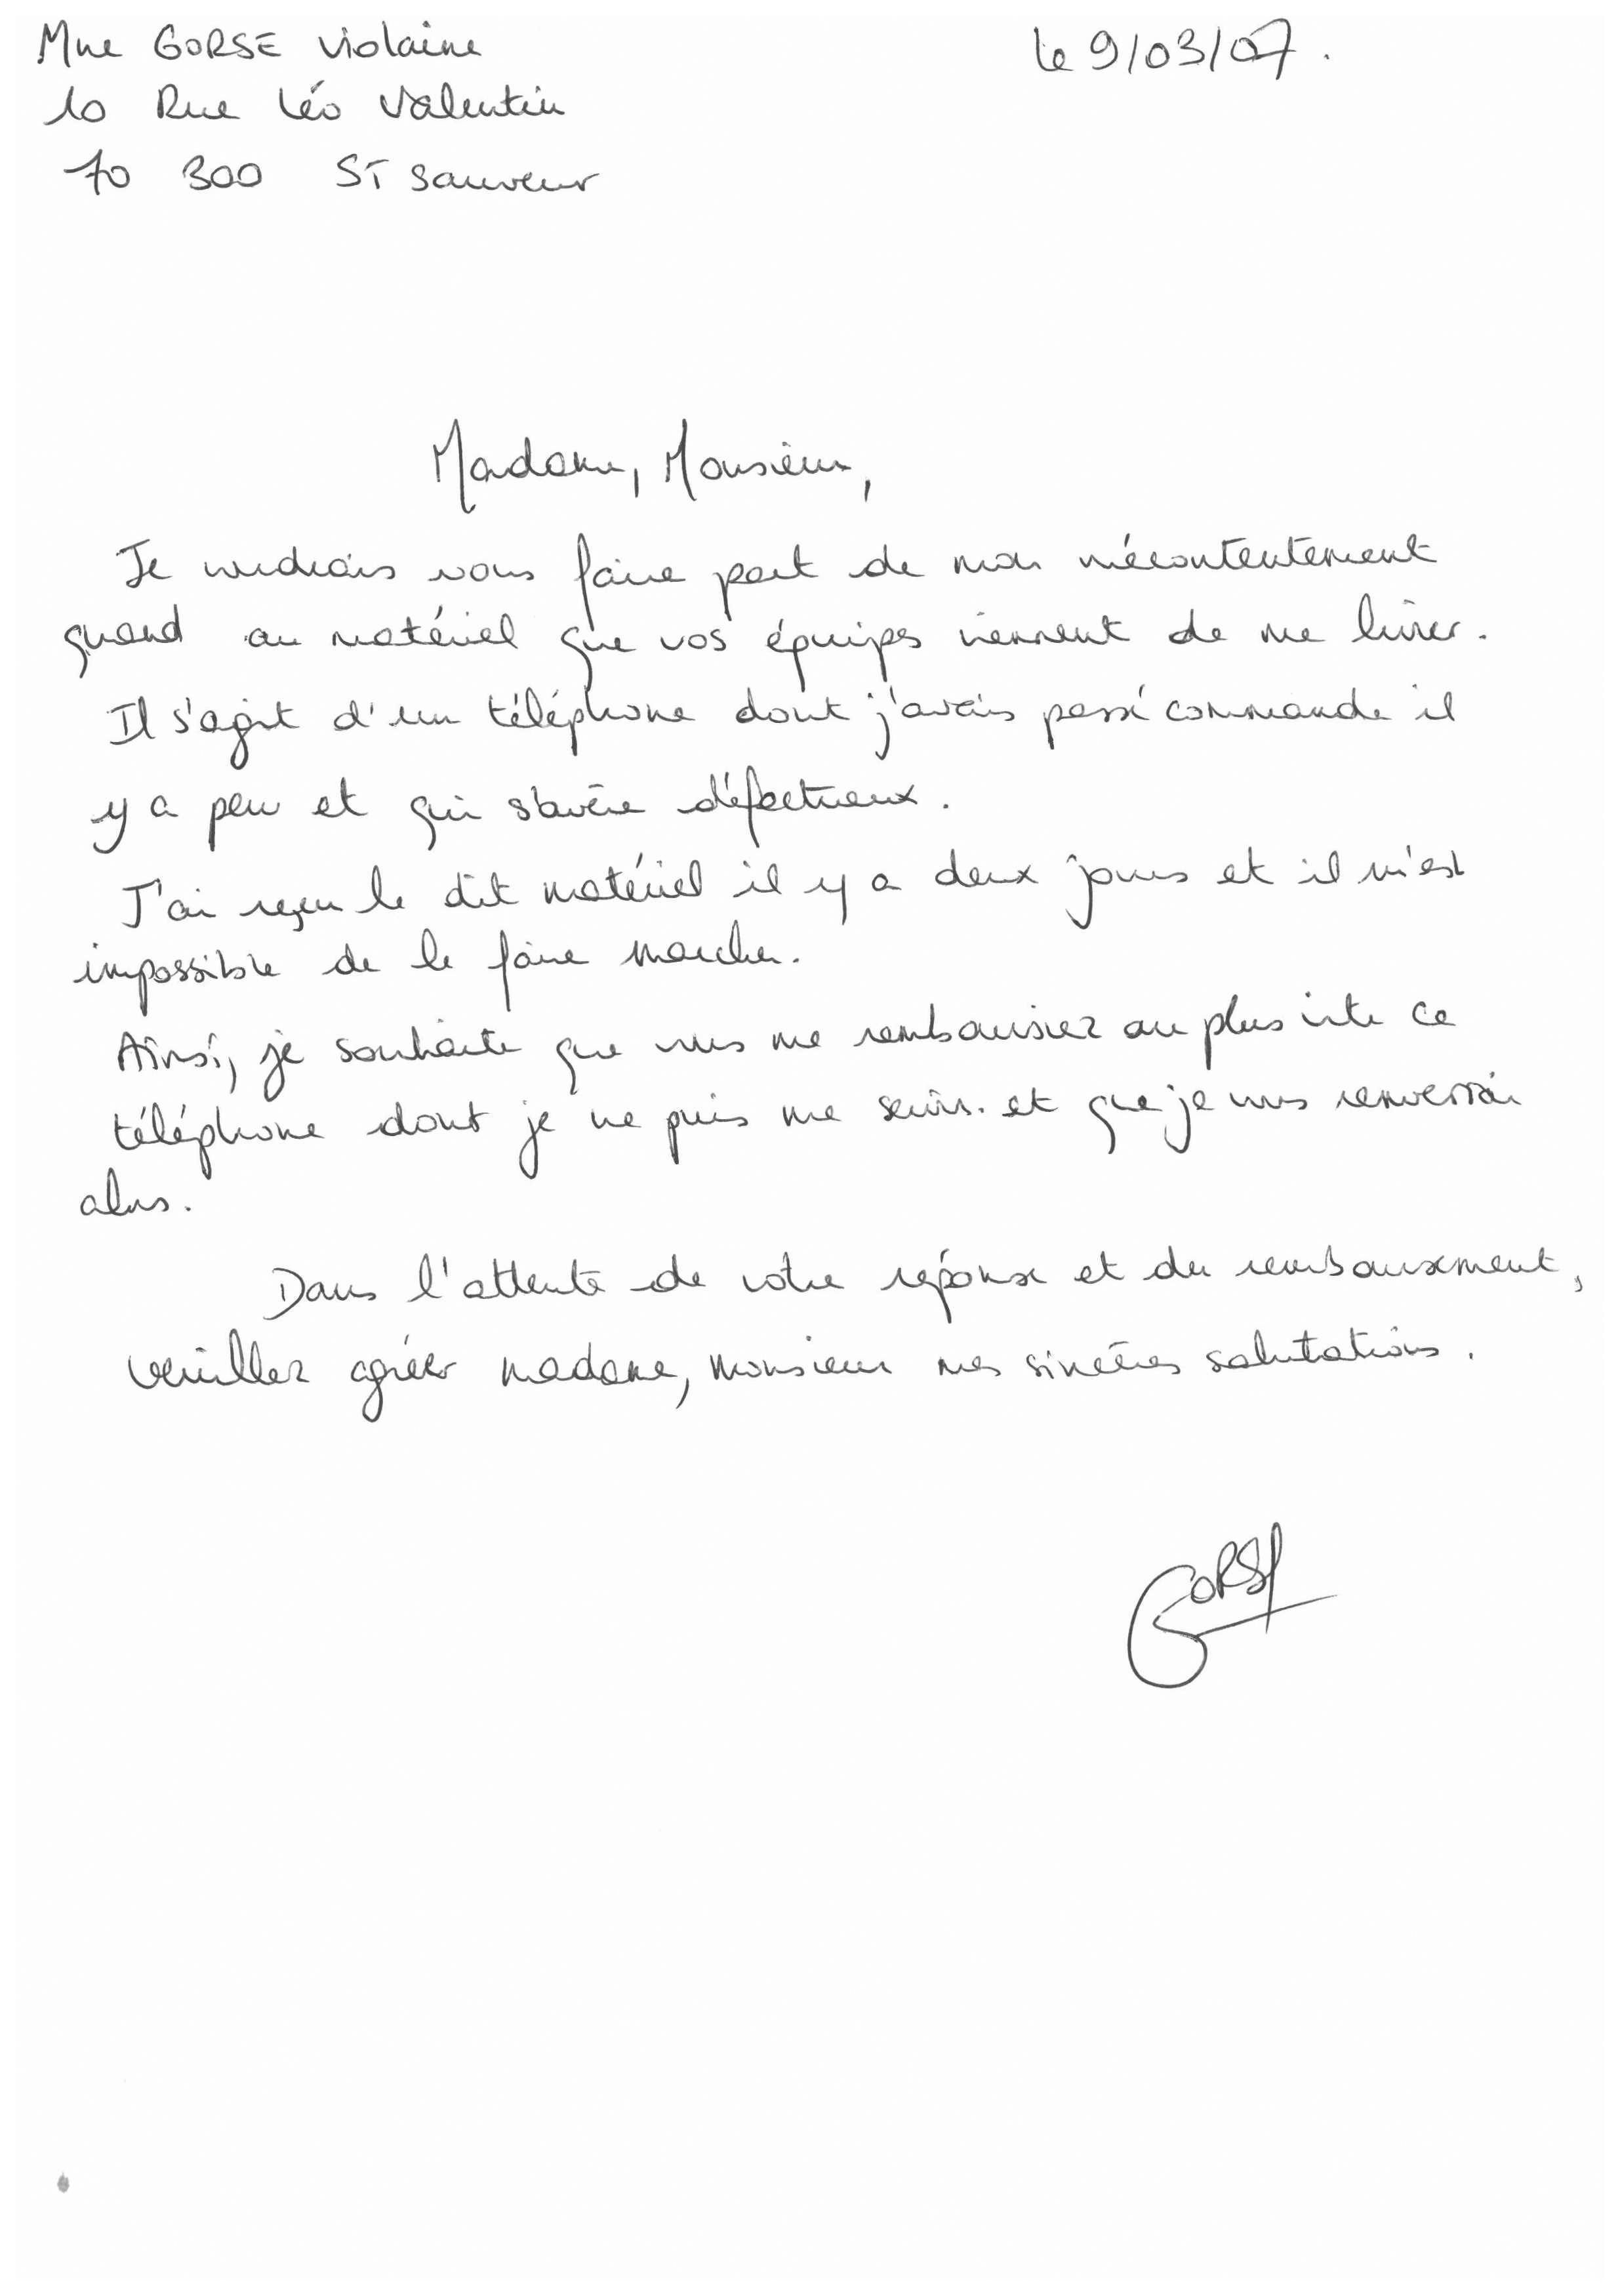 Mme GORSE Violaine
le 9/03/07.
10 Rue Léo Valentin
70 300 ST Sauveur
Madame, Monsieur,
Je voudrais vous faire part de mon mécontentement
quand au matériel que vos équipes viennent de me livrer.
Il s'agit d'un téléphone dont j'avais passé commande il
y a peu et qui s'avère défectueux.
J'ai reçu le dit matériel il y a deux jours et il m'est
impossible de le faire marcher.
Ainsi, je souhaite que vous me remboursiez au plus vite ce
téléphone dont je ne puis me servir. et que je vous renverrai
alors.
Dans l'attente de votre réponse et du remboursement,
veuillez agréer madame, monsieur mes sincères salutations.
GORSE